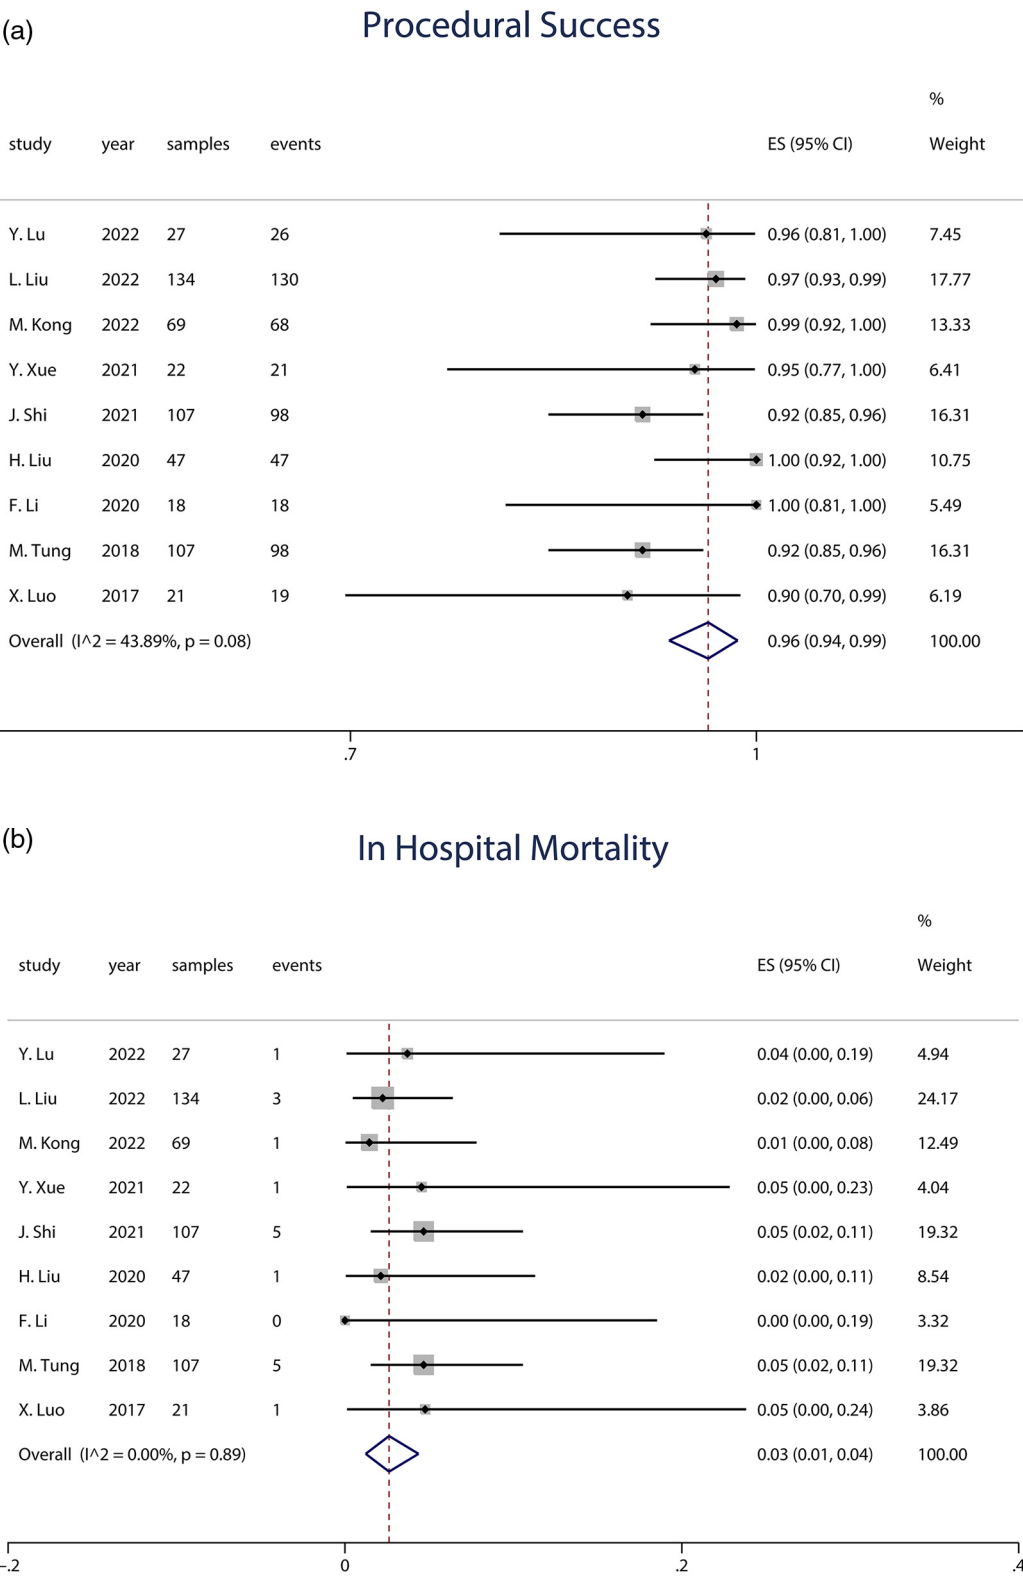 (a)
Procedural Success
%
study year samples events ES (95% CI) Weight
Y. Lu 2022 27 26 0.96 (0.81, 1.00) 7.45
L. Liu 2022 134 130 0.97 (0.93, 0.99) 17.77
M. Kong 2022 69 68 0.99 (0.92, 1.00) 13.33
Y. Xue 2021 22 21 0.95 (0.77, 1.00) 6.41
J. Shi 2021 107 98 0.92 (0.85, 0.96) 16.31
H. Liu 2020 47 47 1.00 (0.92, 1.00) 10.75
F. Li 2020 18 18 1.00 (0.81, 1.00) 5.49
M. Tung 2018 107 98 0.92 (0.85, 0.96) 16.31
X. Luo 2017 21 19 0.90 (0.70, 0.99) 6.19
Overall (I^2 = 43.89%, p = 0.08) 0.96 (0.94, 0.99) 100.00
.7 1
(b)
In Hospital Mortality
%
study year samples events ES (95% CI) Weight
Y. Lu 2022 27 1 0.04 (0.00, 0.19) 4.94
L. Liu 2022 134 3 0.02 (0.00, 0.06) 24.17
M. Kong 2022 69 1 0.01 (0.00, 0.08) 12.49
Y. Xue 2021 22 1 0.05 (0.00, 0.23) 4.04
J. Shi 2021 107 5 0.05 (0.02, 0.11) 19.32
H. Liu 2020 47 1 0.02 (0.00, 0.11) 8.54
F. Li 2020 18 0 0.00 (0.00, 0.19) 3.32
M. Tung 2018 107 5 0.05 (0.02, 0.11) 19.32
X. Luo 2017 21 1 0.05 (0.00, 0.24) 3.86
Overall (I^2 = 0.00%, p = 0.89) 0.03 (0.01, 0.04) 100.00
-.2 0 .2 .4